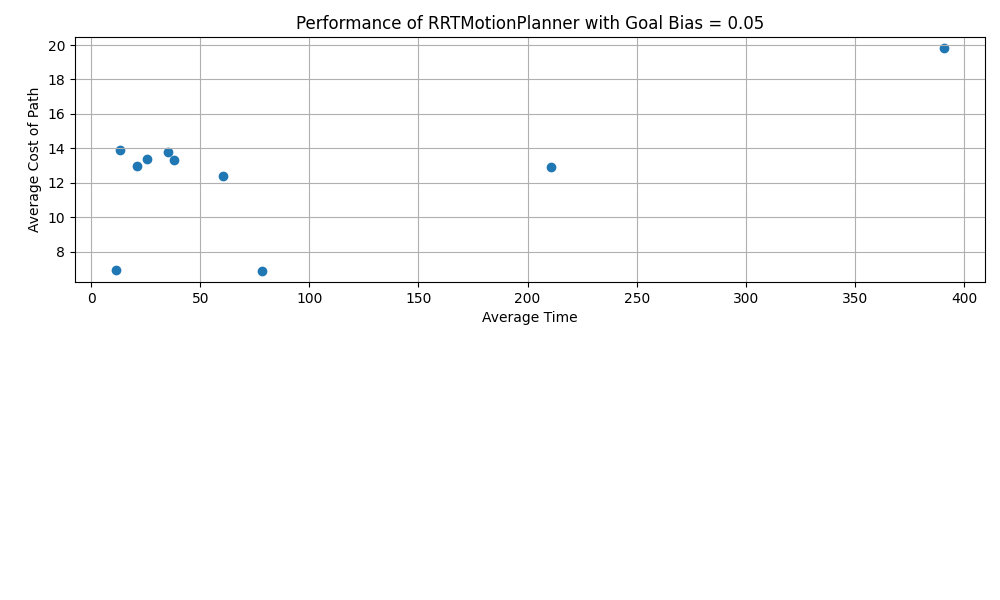 Performance of RRTMotionPlanner with Goal Bias = 0.05
Average Cost of Path
20
18
16
14
12
10
8
0 50 100 150 200 250 300 350 400
Average Time